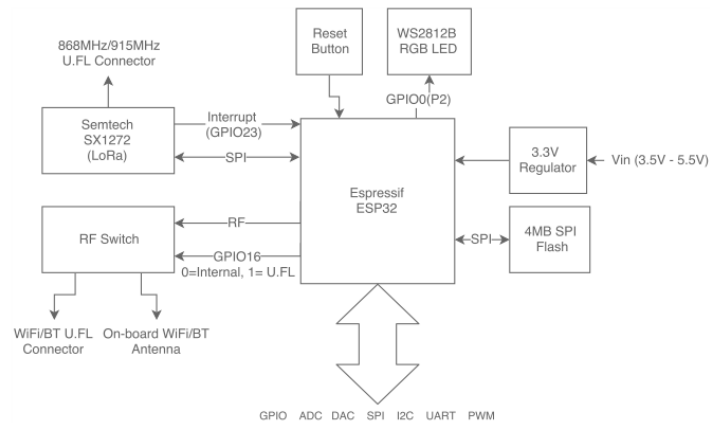 868MHz/915MHz
U.FL Connector
Reset
Button
WS2812B
RGB LED
GPIO0(P2)
Semtech
SX1272
(LoRa)
Interrupt
(GPIO23)
SPI
Espressif
ESP32
3.3V
Regulator
Vin (3.5V - 5.5V)
RF Switch
RF
GPIO16
0=Internal, 1= U.FL
SPI
4MB SPI
Flash
WiFi/BT U.FL
Connector
On-board WiFi/BT
Antenna
GPIO ADC DAC SPI I2C UART PWM